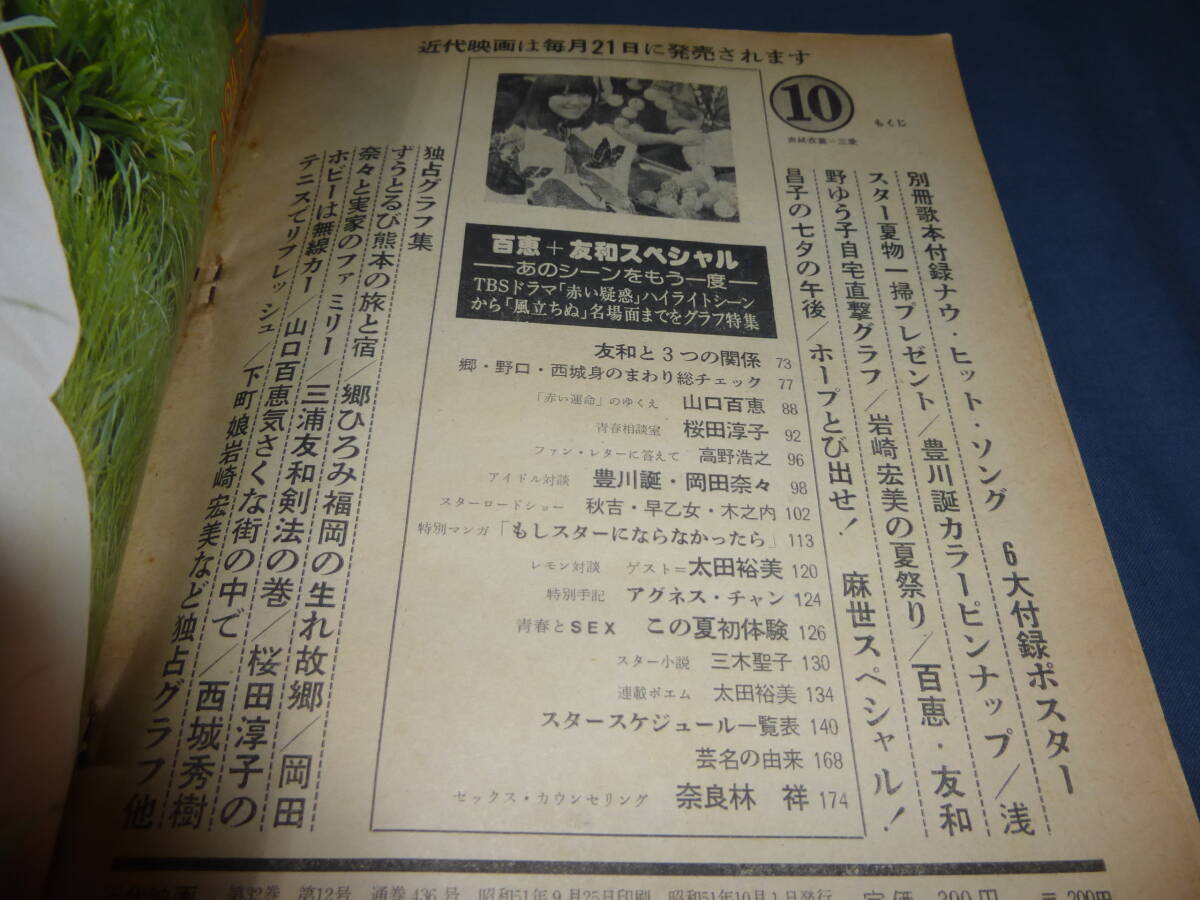 近代映画は毎月21日に発売されます
10
もくじ
表紙衣裳=三愛
別冊歌本付録ナウ・ヒット・ソング 6大付録ポスター
スター夏物一掃プレゼント/豊川誕カラーピンナップ/浅
野ゆう子自宅直撃グラフ/岩崎宏美の夏祭り/百恵・友和
昌子の七夕の午後/ホープとび出せ! 麻世スペシャル!
百恵+友和スペシャル
—あのシーンをもう一度—
TBSドラマ「赤い疑惑」ハイライトシーン
から「風立ちぬ」名場面までをグラフ特集
友和と3つの関係 73
郷・野口・西城身のまわり総チェック 77
「赤い運命」のゆくえ 山口百恵 88
青春相談室 桜田淳子 92
ファン・レターに答えて 高野浩之 96
アイドル対談 豊川誕・岡田奈々 98
スターロードショー 秋吉・早乙女・木之内 102
特別マンガ「もしスターにならなかったら」113
レモン対談 ゲスト=太田裕美 120
特別手記 アグネス・チャン 124
青春とSEX この夏初体験 126
スター小説 三木聖子 130
連載ポエム 太田裕美 134
スタースケジュール一覧表 140
芸名の由来 168
セックス・カウンセリング 奈良林 祥 174
独占グラフ集
ずうとるび熊本の旅と宿/郷ひろみ福岡の生れ故郷/岡田
奈々と実家のファミリー/三浦友和剣法の巻/桜田淳子の
ホビーは無線カー/山口百恵気さくな街の中で/西城秀樹
テニスでリフレッシュ/下町娘岩崎宏美など独占グラフ他
近代映画 第32巻 第12号 通巻436号 昭和51年9月25日印刷 昭和51年10月1日発行 定価 390円